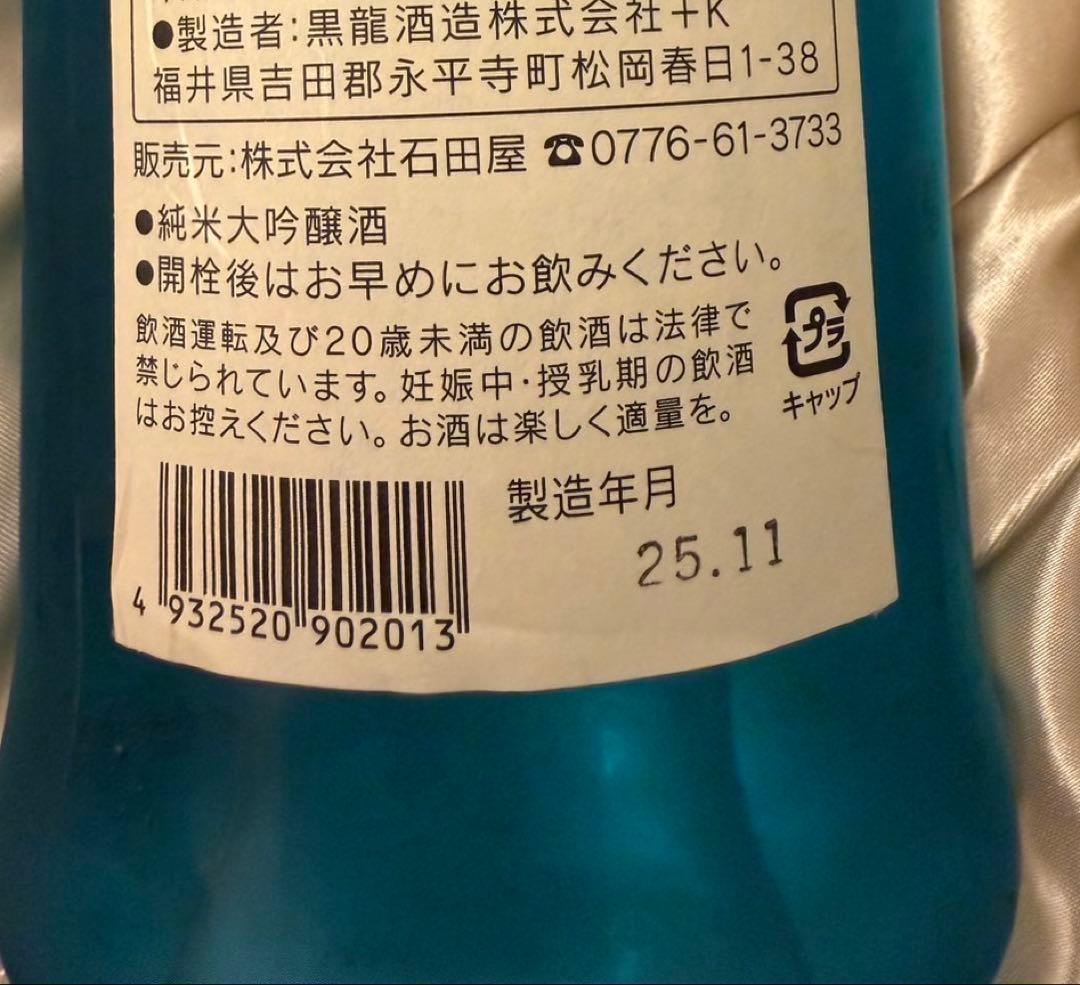 ●製造者:黒龍酒造株式会社+K
福井県吉田郡永平寺町松岡春日1-38
販売元:株式会社石田屋 ☎0776-61-3733
●純米大吟醸酒
●開栓後はお早めにお飲みください。
飲酒運転及び20歳未満の飲酒は法律で
禁じられています。妊娠中・授乳期の飲酒
はお控えください。お酒は楽しく適量を。
プラ
キャップ
製造年月
25.11
4 932520 902013